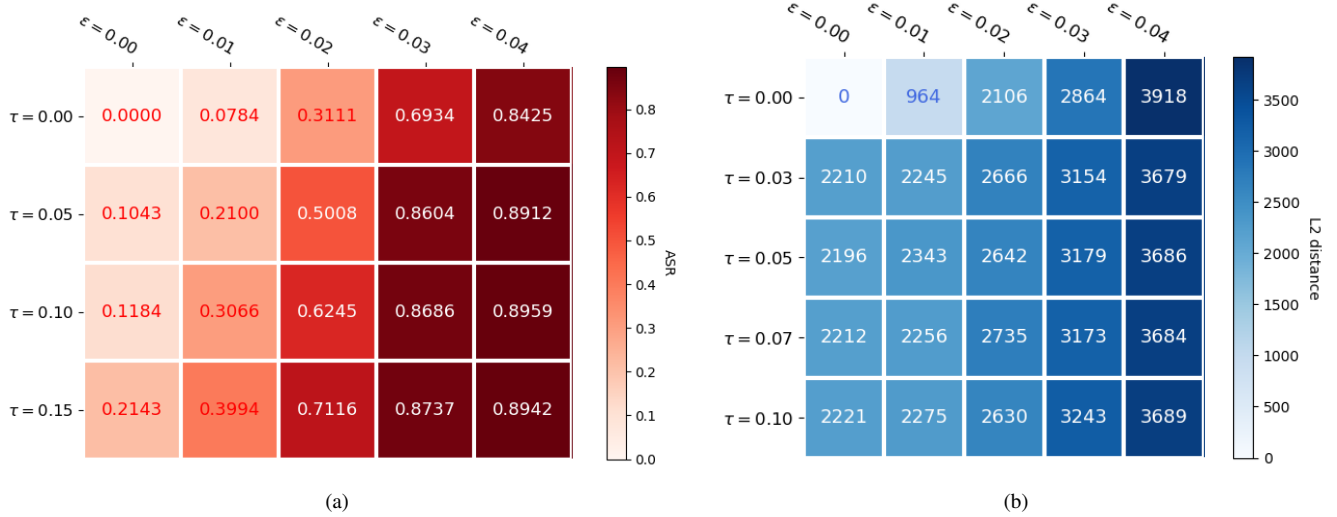 ε = 0.00 ε = 0.01 ε = 0.02 ε = 0.03 ε = 0.04
τ = 0.00 0.0000 0.0784 0.3111 0.6934 0.8425
τ = 0.05 0.1043 0.2100 0.5008 0.8604 0.8912
τ = 0.10 0.1184 0.3066 0.6245 0.8686 0.8959
τ = 0.15 0.2143 0.3994 0.7116 0.8737 0.8942
0.8
0.7
0.6
0.5
0.4
0.3
0.2
0.1
0.0
ASR
(a)
ε = 0.00 ε = 0.01 ε = 0.02 ε = 0.03 ε = 0.04
τ = 0.00 0 964 2106 2864 3918
τ = 0.03 2210 2245 2666 3154 3679
τ = 0.05 2196 2343 2642 3179 3686
τ = 0.07 2212 2256 2735 3173 3684
τ = 0.10 2221 2275 2630 3243 3689
3500
3000
2500
2000
1500
1000
500
0
L2 distance
(b)